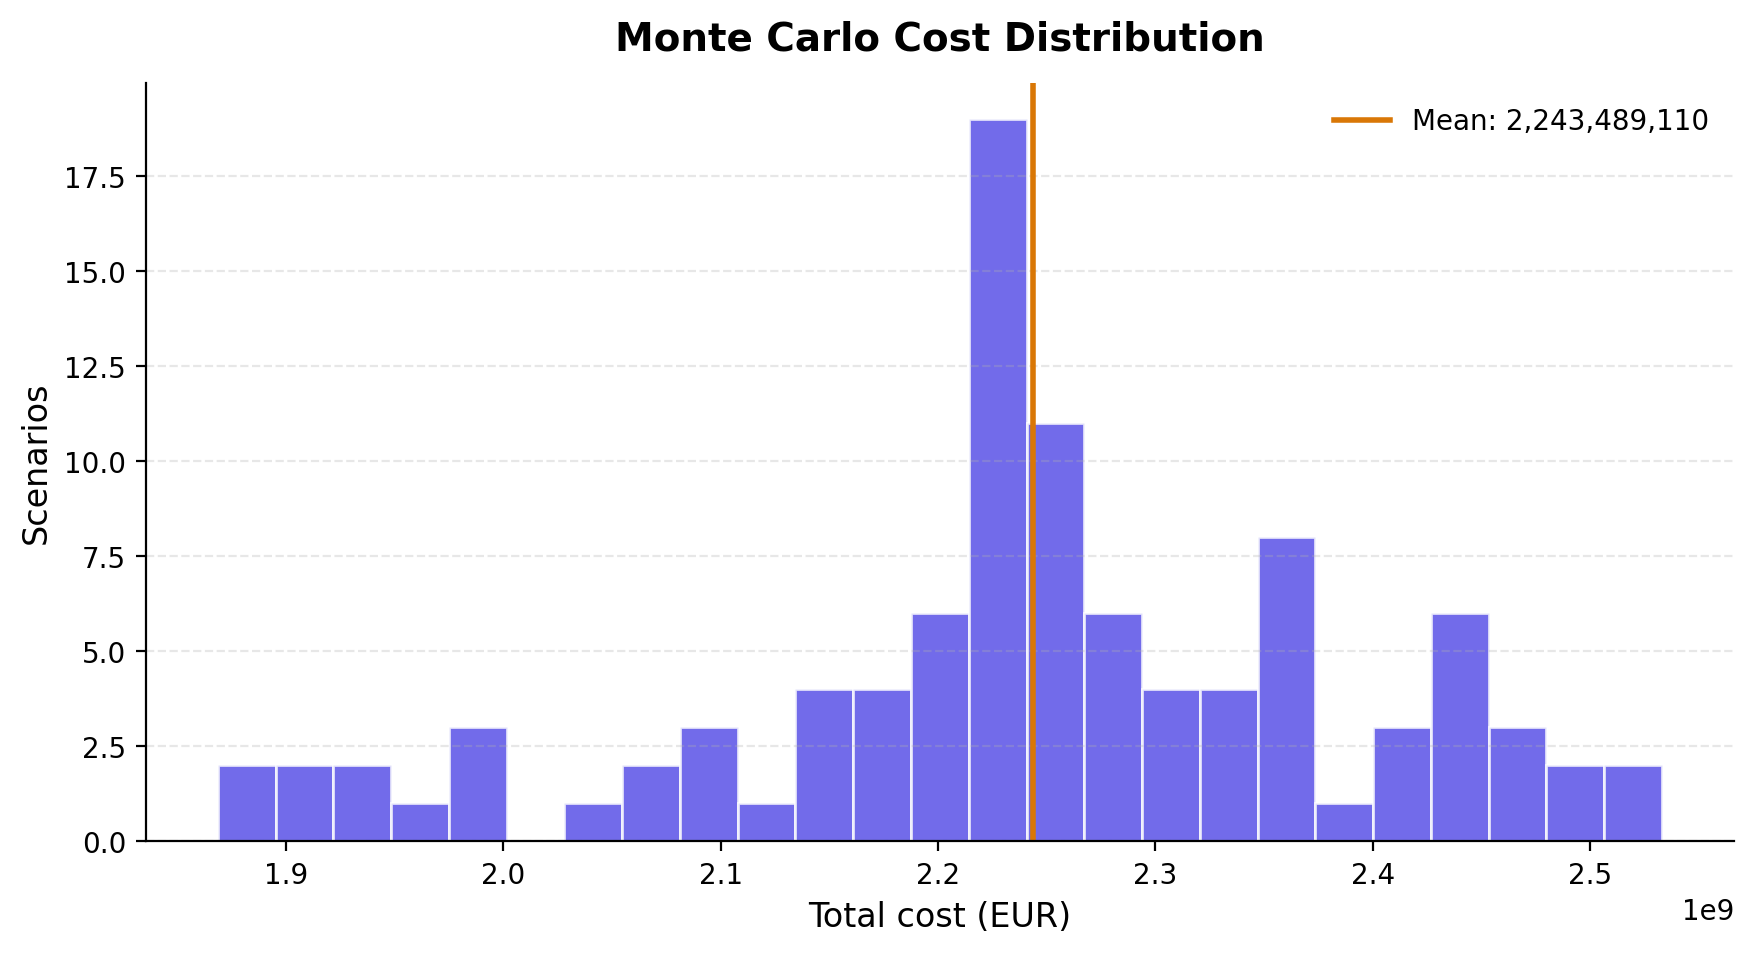 Monte Carlo Cost Distribution
Mean: 2,243,489,110
Scenarios
17.5
15.0
12.5
10.0
7.5
5.0
2.5
0.0
1.9 2.0 2.1 2.2 2.3 2.4 2.5
1e9
Total cost (EUR)